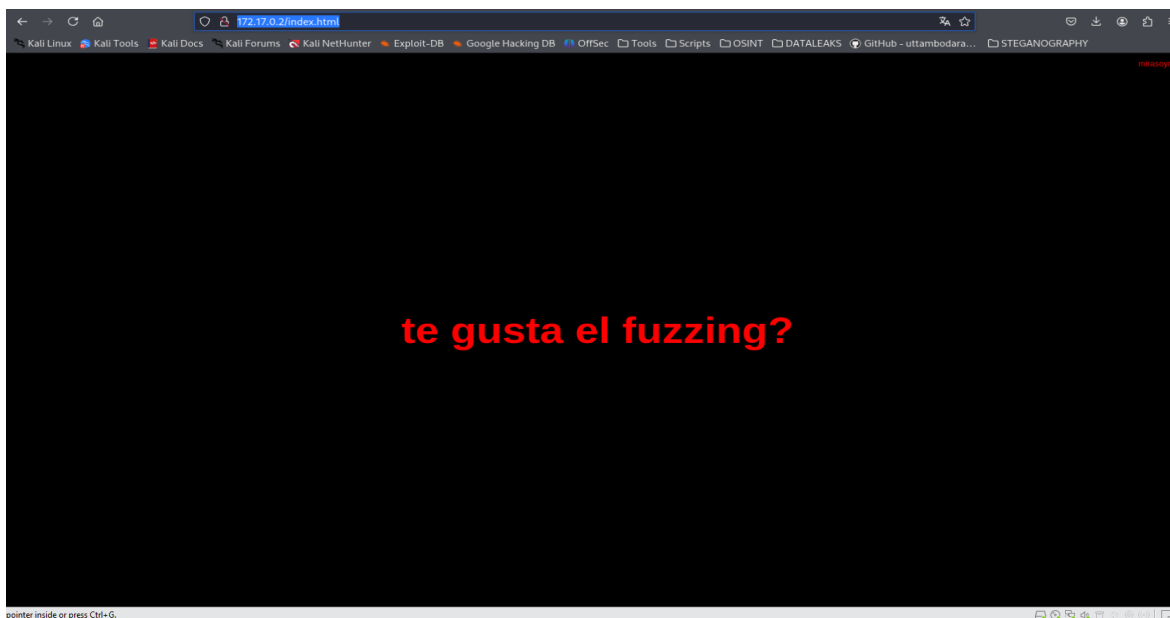 172.17.0.2/index.html
Kali Linux Kali Tools Kali Docs Kali Forums Kali NetHunter Exploit-DB Google Hacking DB OffSec Tools Scripts OSINT DATALEAKS GitHub - uttambodara... STEGANOGRAPHY
te gusta el fuzzing?
pointer inside or press Ctrl+G.